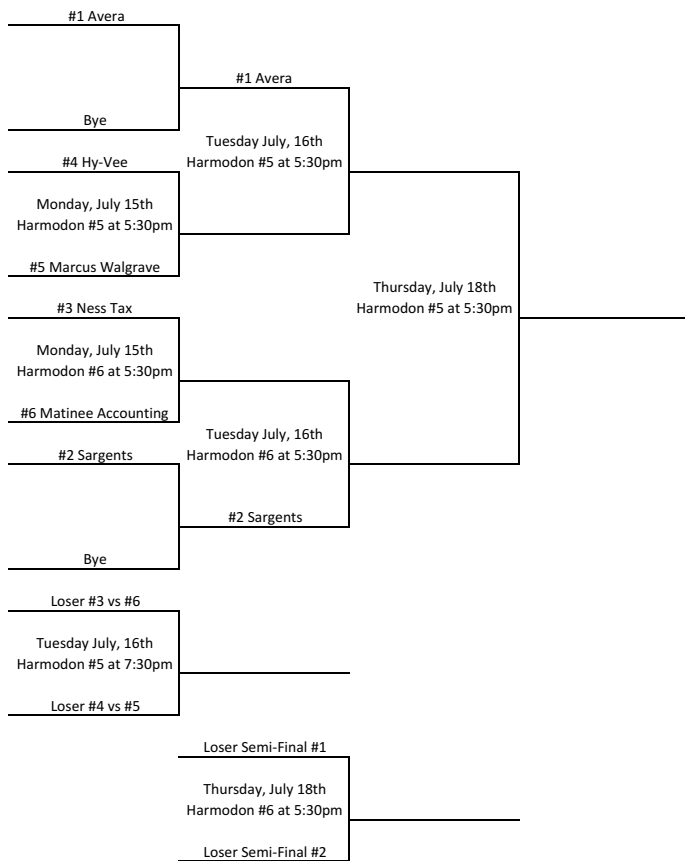 #1 Avera
#1 Avera
Bye
Tuesday July, 16th
Harmodon #5 at 5:30pm
#4 Hy-Vee
Monday, July 15th
Harmodon #5 at 5:30pm
#5 Marcus Walgrave
Thursday, July 18th
Harmodon #5 at 5:30pm
#3 Ness Tax
Monday, July 15th
Harmodon #6 at 5:30pm
#6 Matinee Accounting
Tuesday July, 16th
Harmodon #6 at 5:30pm
#2 Sargents
#2 Sargents
Bye
Loser #3 vs #6
Tuesday July, 16th
Harmodon #5 at 7:30pm
Loser #4 vs #5
Loser Semi-Final #1
Thursday, July 18th
Harmodon #6 at 5:30pm
Loser Semi-Final #2